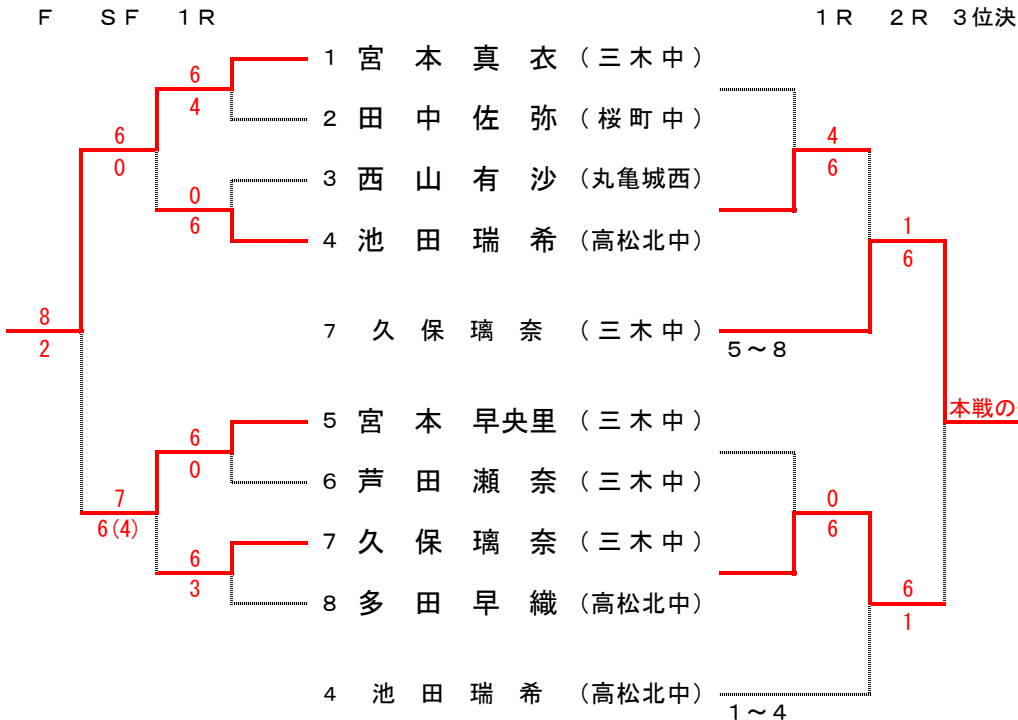 F SF 1R 1R 2R 3位決
1 宮本真衣 (三木中)
6
4
2 田中佐弥 (桜町中)
6
0
4
6
3 西山有沙 (丸亀城西)
0
6
4 池田瑞希 (高松北中)
1
6
8
2
7 久保璃奈 (三木中)
5~8
5 宮本早央里 (三木中)
本戦の
6
0
6 芦田瀬奈 (三木中)
7
6(4)
0
6
7 久保璃奈 (三木中)
6
3
8 多田早織 (高松北中)
6
1
4 池田瑞希 (高松北中)
1~4